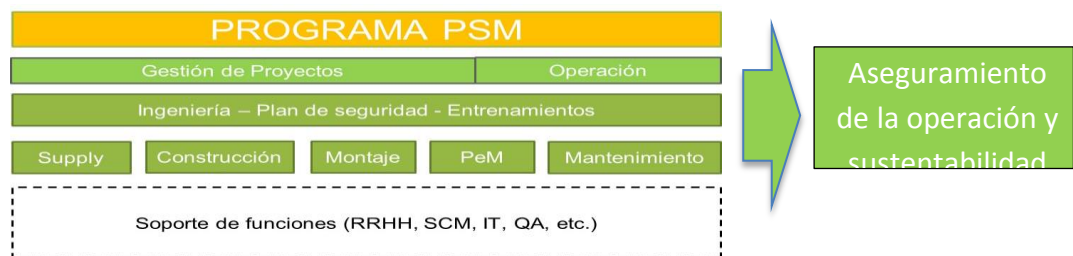 PROGRAMA PSM
Gestión de Proyectos
Operación
Ingeniería – Plan de seguridad - Entrenamientos
Supply
Construcción
Montaje
PeM
Mantenimiento
Soporte de funciones (RRHH, SCM, IT, QA, etc.)
Aseguramiento
de la operación y
sustentabilidad